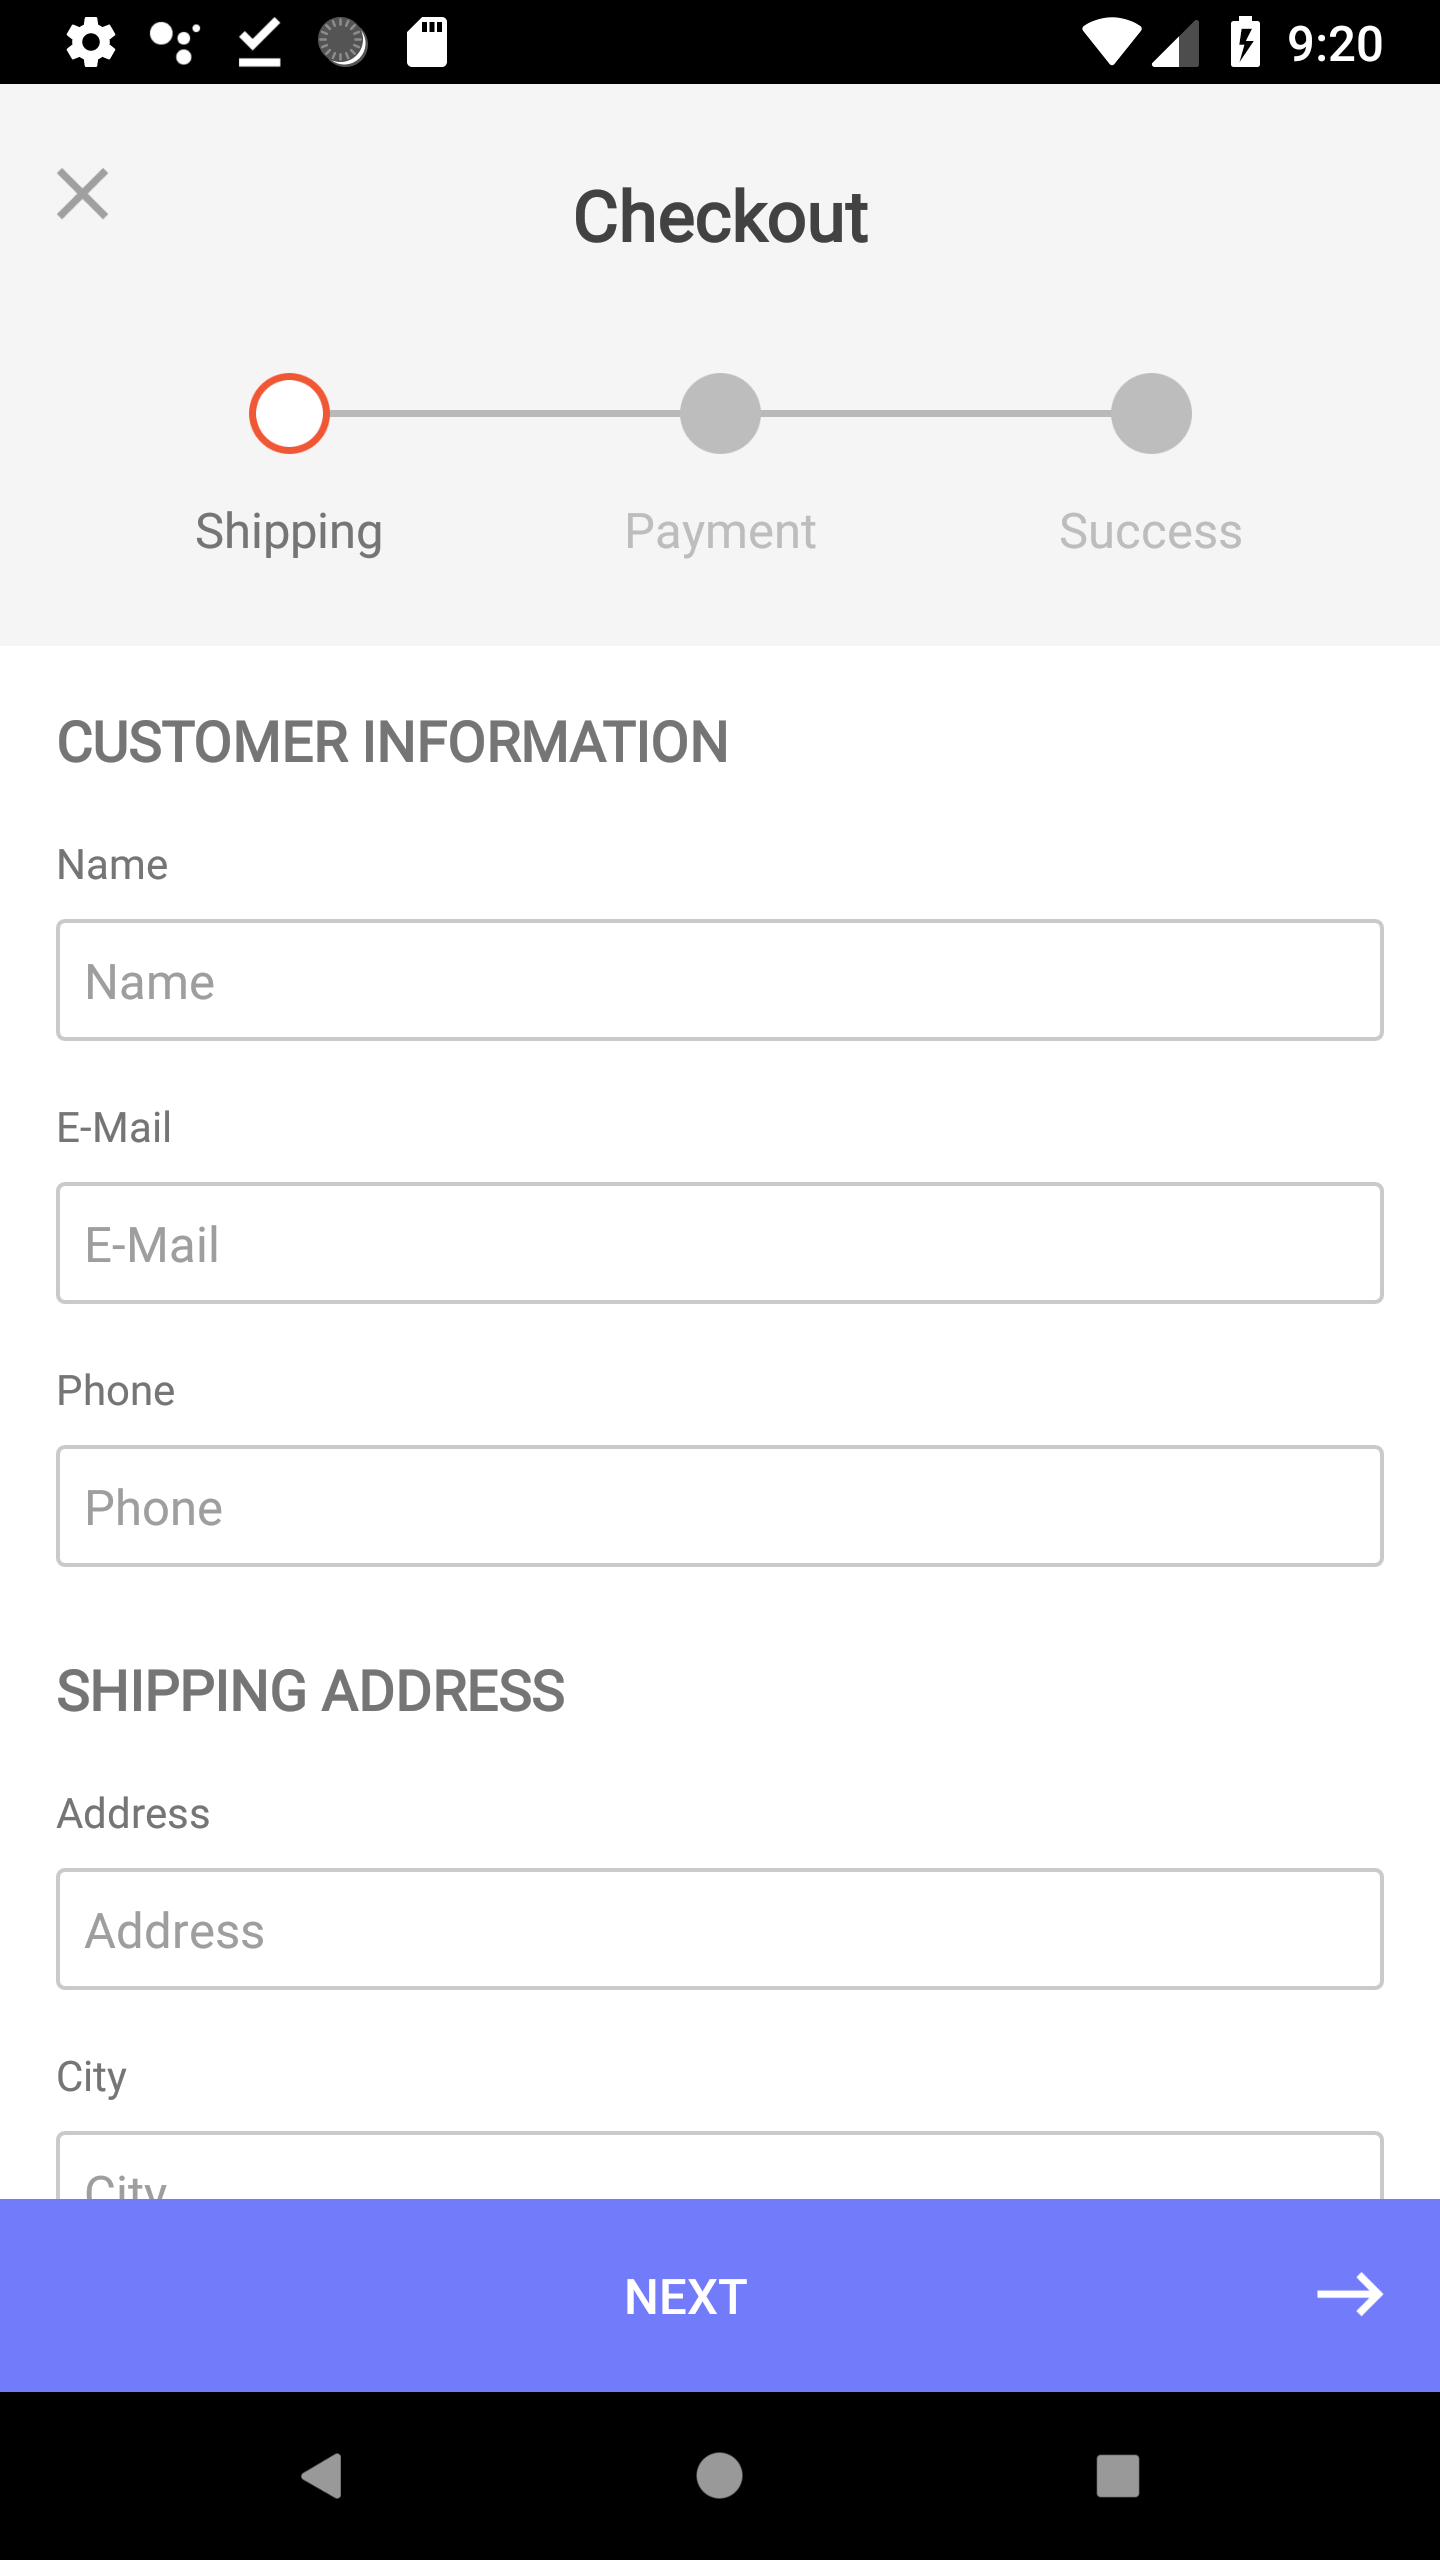 9:20
Checkout
Shipping Payment Success
CUSTOMER INFORMATION
Name
Name
E-Mail
E-Mail
Phone
Phone
SHIPPING ADDRESS
Address
Address
City
City
NEXT